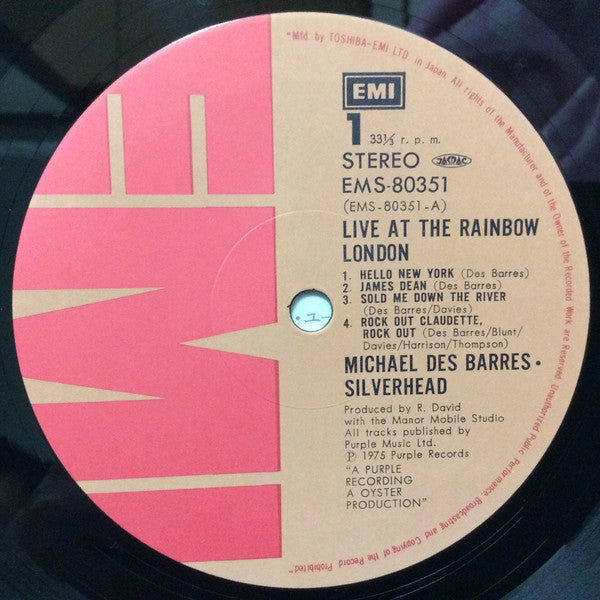 "Mfd. by TOSHIBA-EMI LTD. in Japan. All rights of the Manufacturer and of the Owner of the Recorded Work are Reserved. Unauthorized Public Performance, Broadcasting and Copying of the Record Prohibited"
EMI
EMI
1 33⅓ r. p. m.
STEREO JASRAC
EMS-80351
(EMS-80351-A)
LIVE AT THE RAINBOW
LONDON
1. HELLO NEW YORK (Des Barres)
2. JAMES DEAN (Des Barres)
3. SOLD ME DOWN THE RIVER
(Des Barres/Davies)
4. ROCK OUT CLAUDETTE,
ROCK OUT (Des Barres/Blunt/
Davies/Harrison/Thompson)
MICHAEL DES BARRES•
SILVERHEAD
Produced by R. David
with the Manor Mobile Studio
All tracks published by
Purple Music Ltd.
Ⓟ 1975 Purple Records
"A PURPLE
RECORDING
A OYSTER
PRODUCTION"